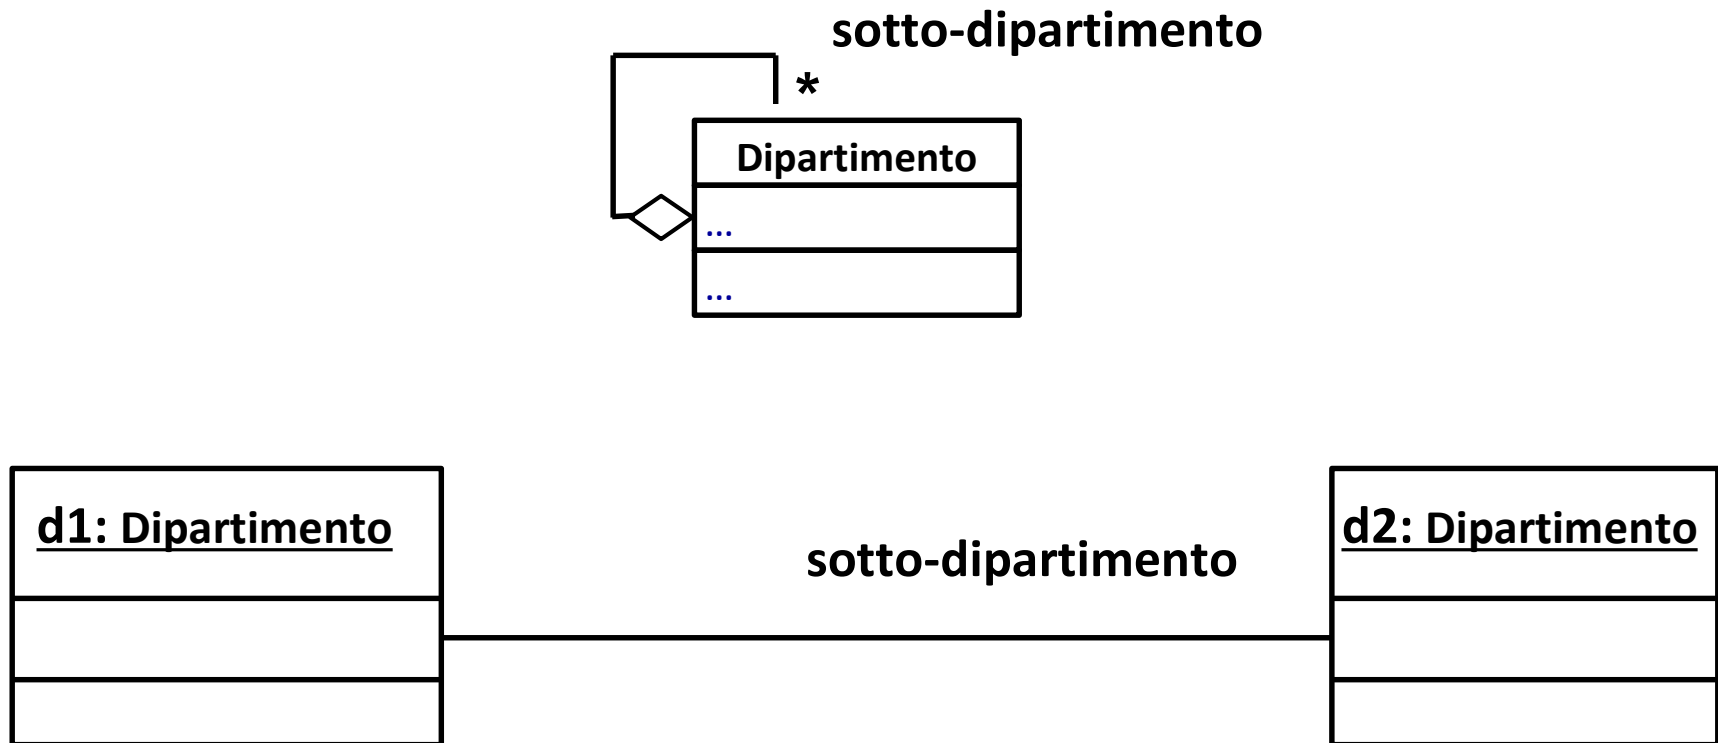 sotto-dipartimento
*
Dipartimento
...
...
d1: Dipartimento
sotto-dipartimento
d2: Dipartimento